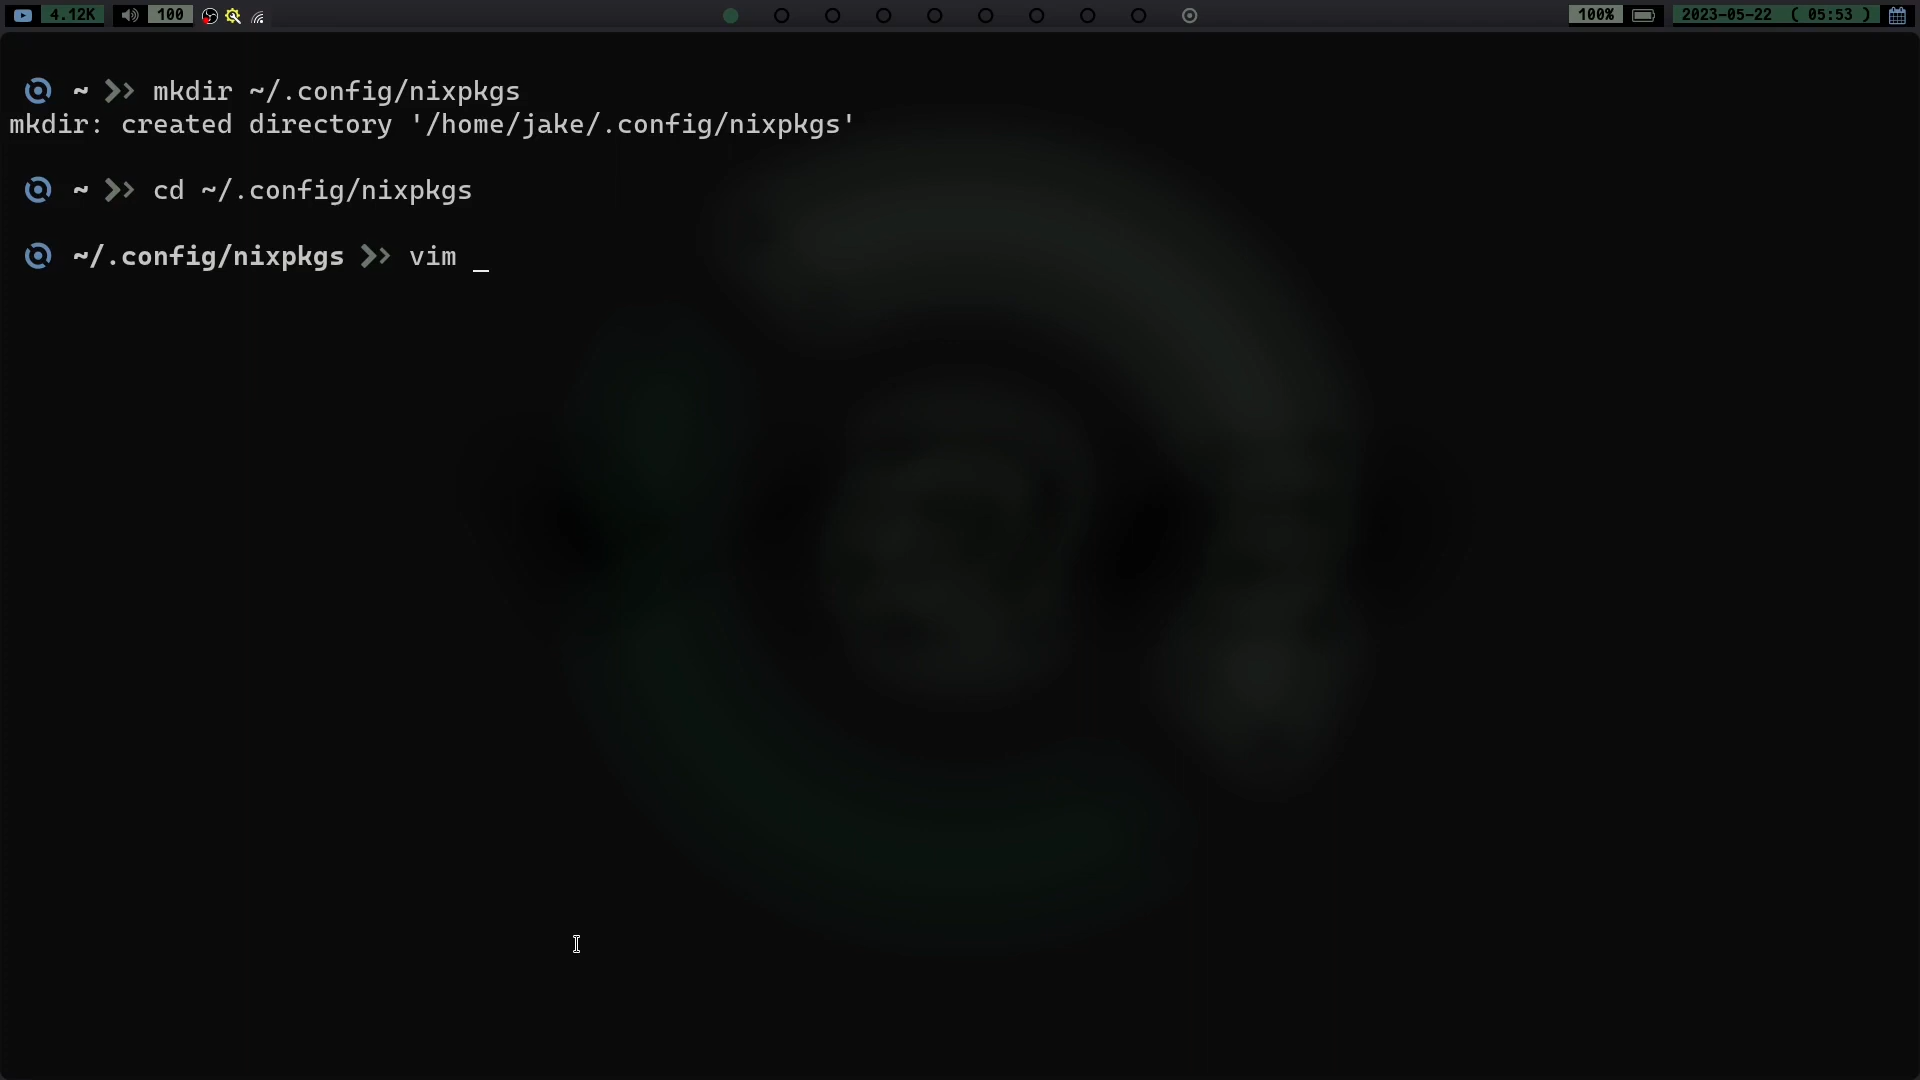 4.12K 100 100% 2023-05-22 ( 05:53 )
~ mkdir ~/.config/nixpkgs
mkdir: created directory '/home/jake/.config/nixpkgs'
~ cd ~/.config/nixpkgs
~/.config/nixpkgs vim _